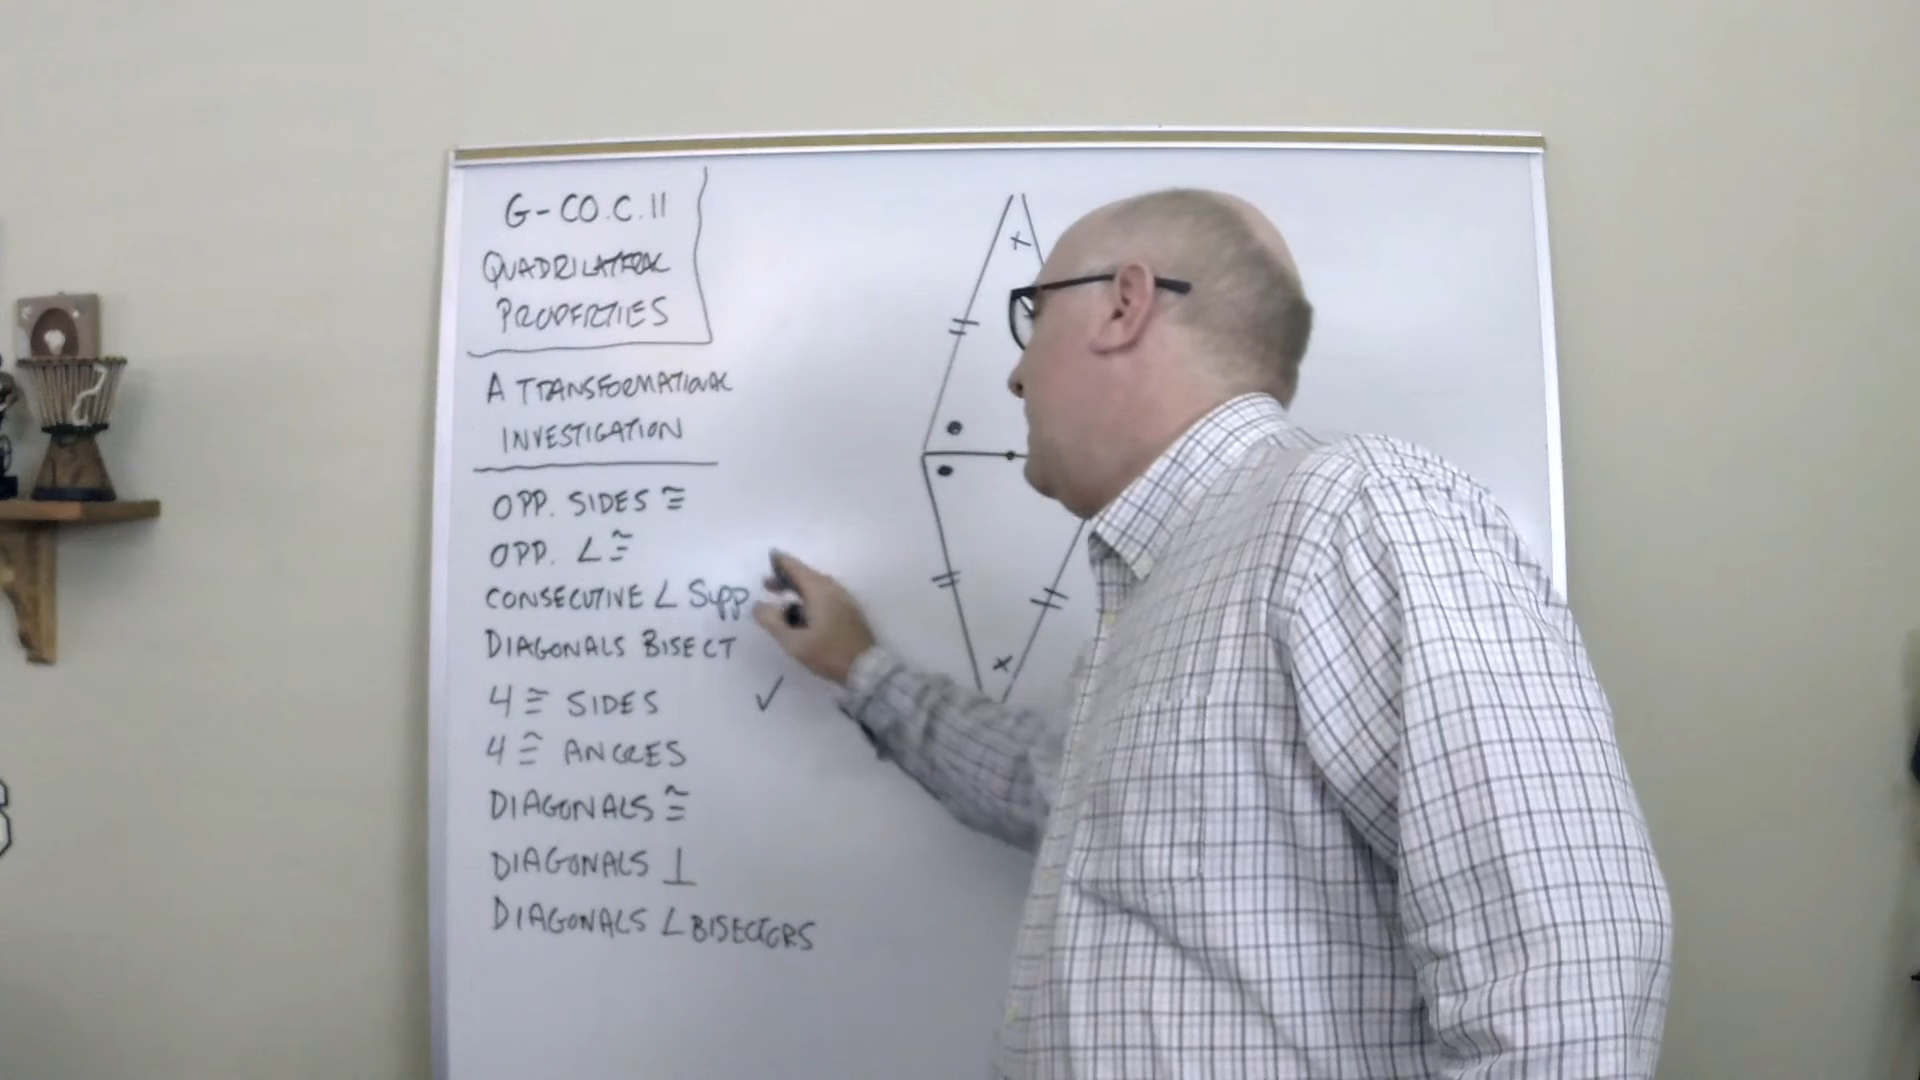 G-CO.C.11
QUADRILATERAL
PROPERTIES
A TRANSFORMATIONAL
INVESTIGATION
OPP. SIDES ≅
OPP. ∠ ≅
CONSECUTIVE ∠ Supp
DIAGONALS BISECT
4 ≅ SIDES ✓
4 ≅ ANGLES
DIAGONALS ≅
DIAGONALS ⊥
DIAGONALS ∠ BISECTORS
x
x